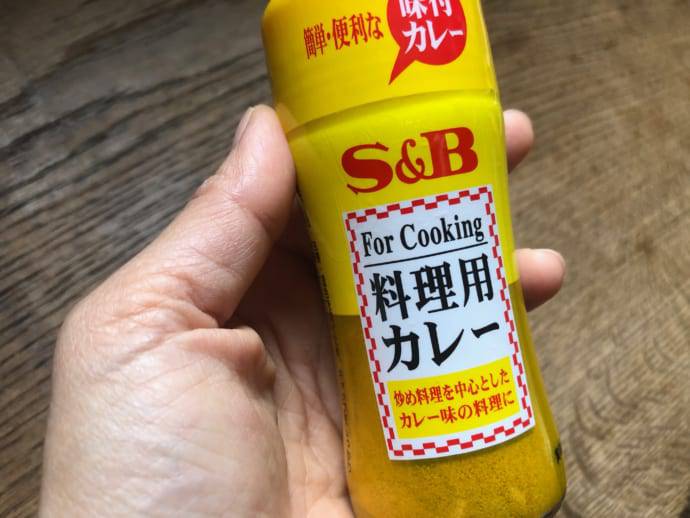 簡単・便利な
味付
カレー
S&B
For Cooking
料理用
カレー
炒め料理を中心とした
カレー味の料理に